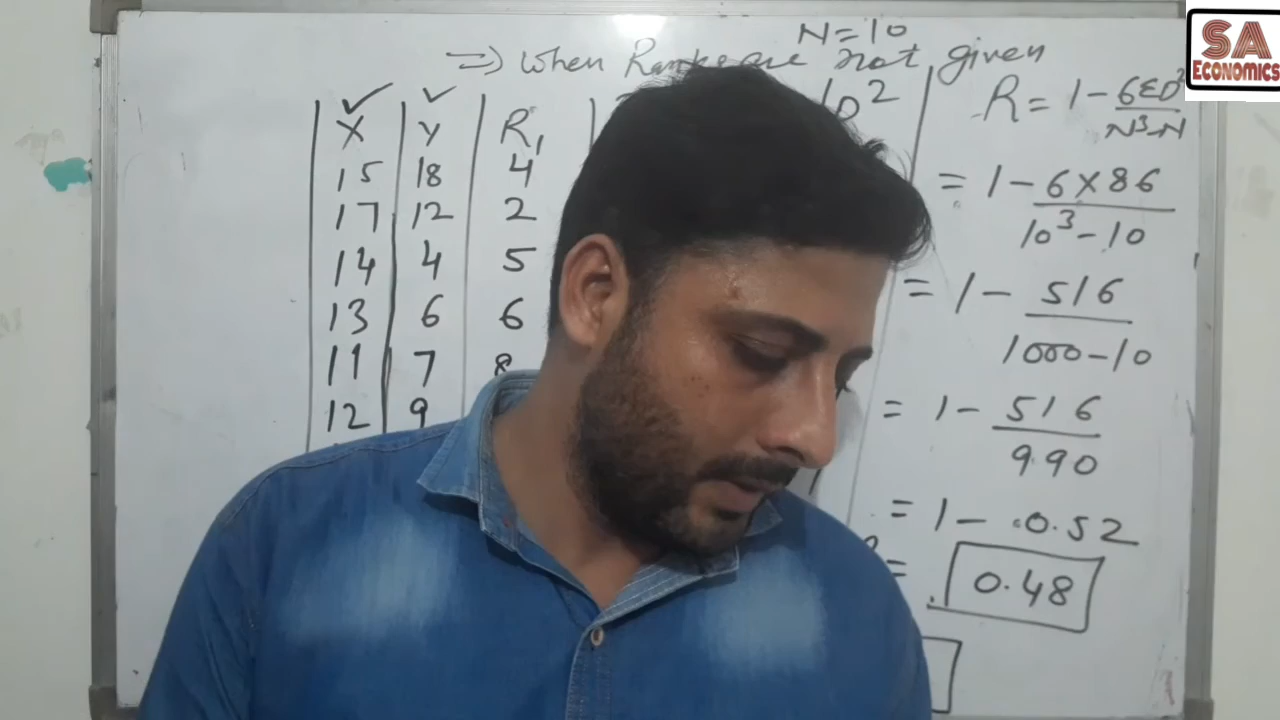 SA
ECONOMICS
N=10
=> When Ranks are not given
X Y R₁ D²
15 18 4
17 12 2
14 4 5
13 6 6
11 7 8
12 9
R = 1 - 6ΣD²
N³-N
= 1 - 6×86
10³-10
= 1 - 516
1000-10
= 1 - 516
990
= 1 - 0.52
= 0.48